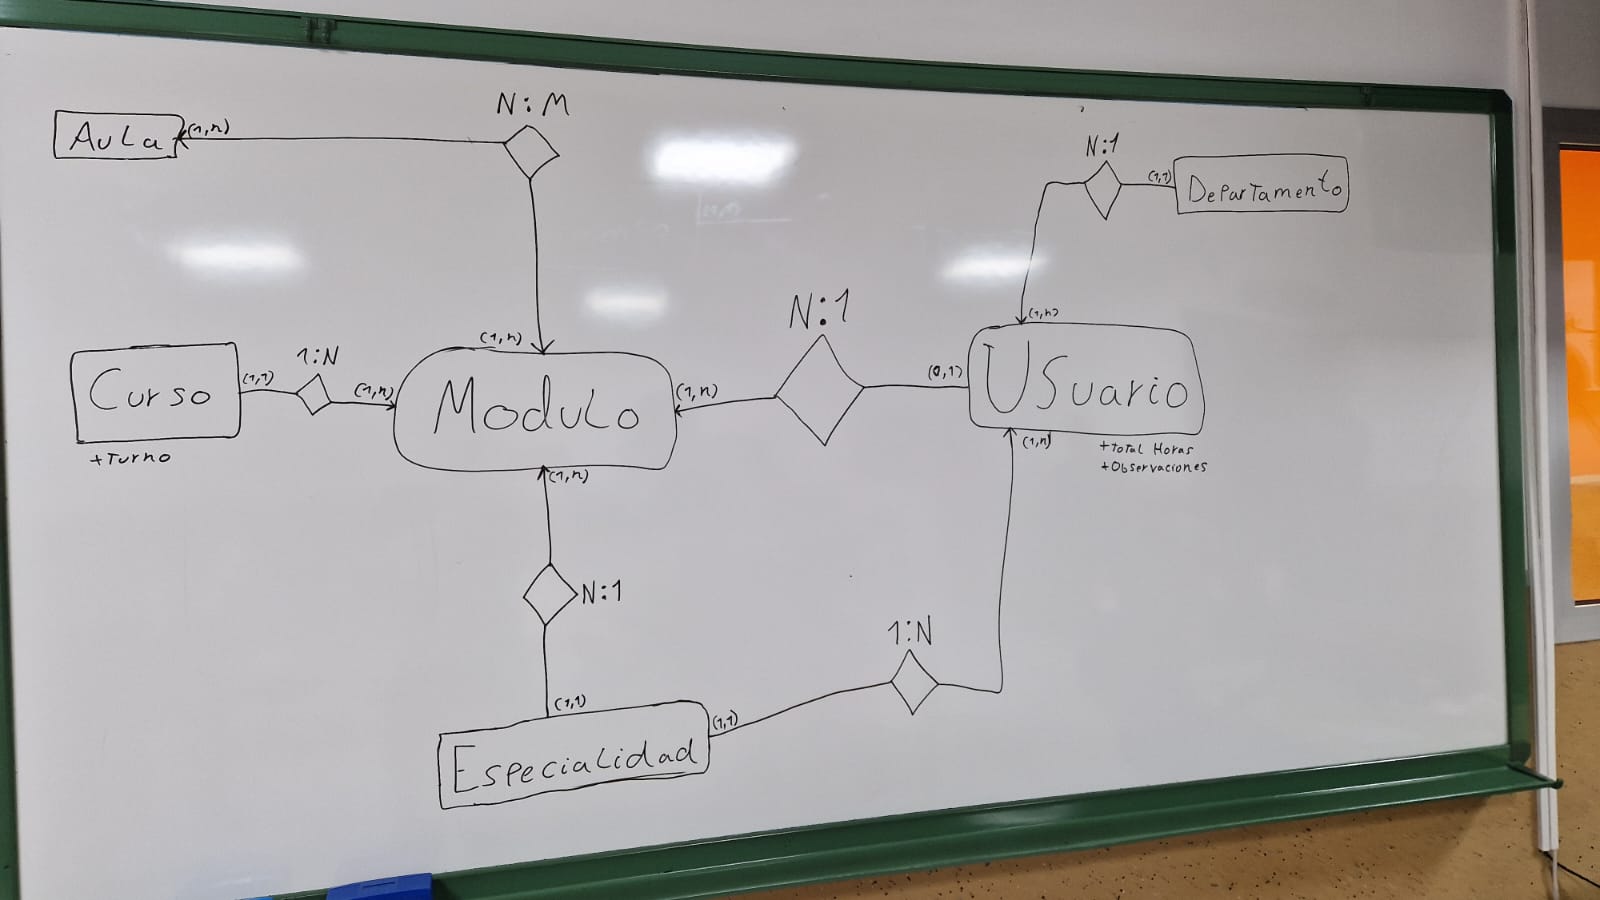 N:M
Aula
(1,n)
N:1
(1,1)
Departamento
(1,n)
N:1
(1,n)
1:N
Curso
(1,1)
(1,n)
Modulo
(1,n)
(0,1)
Usuario
+Turno
(1,n)
(1,n)
+Total Horas
+Observaciones
N:1
1:N
(1,1)
Especialidad
(1,1)